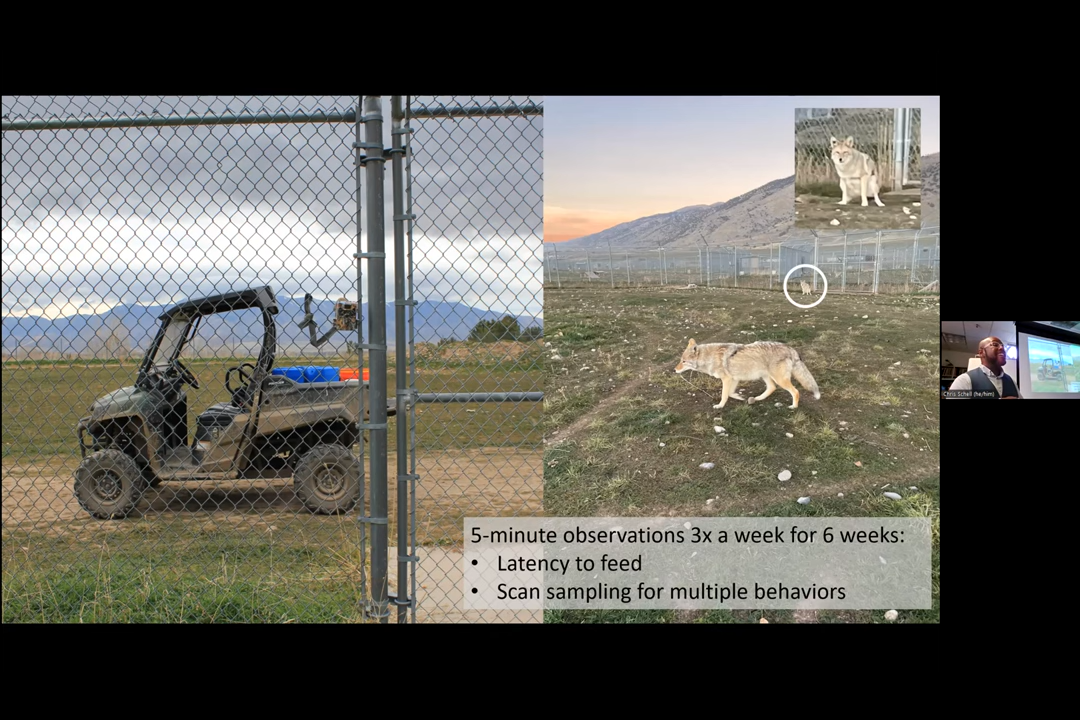 5-minute observations 3x a week for 6 weeks:
• Latency to feed
• Scan sampling for multiple behaviors
Chris Schell (he/him)